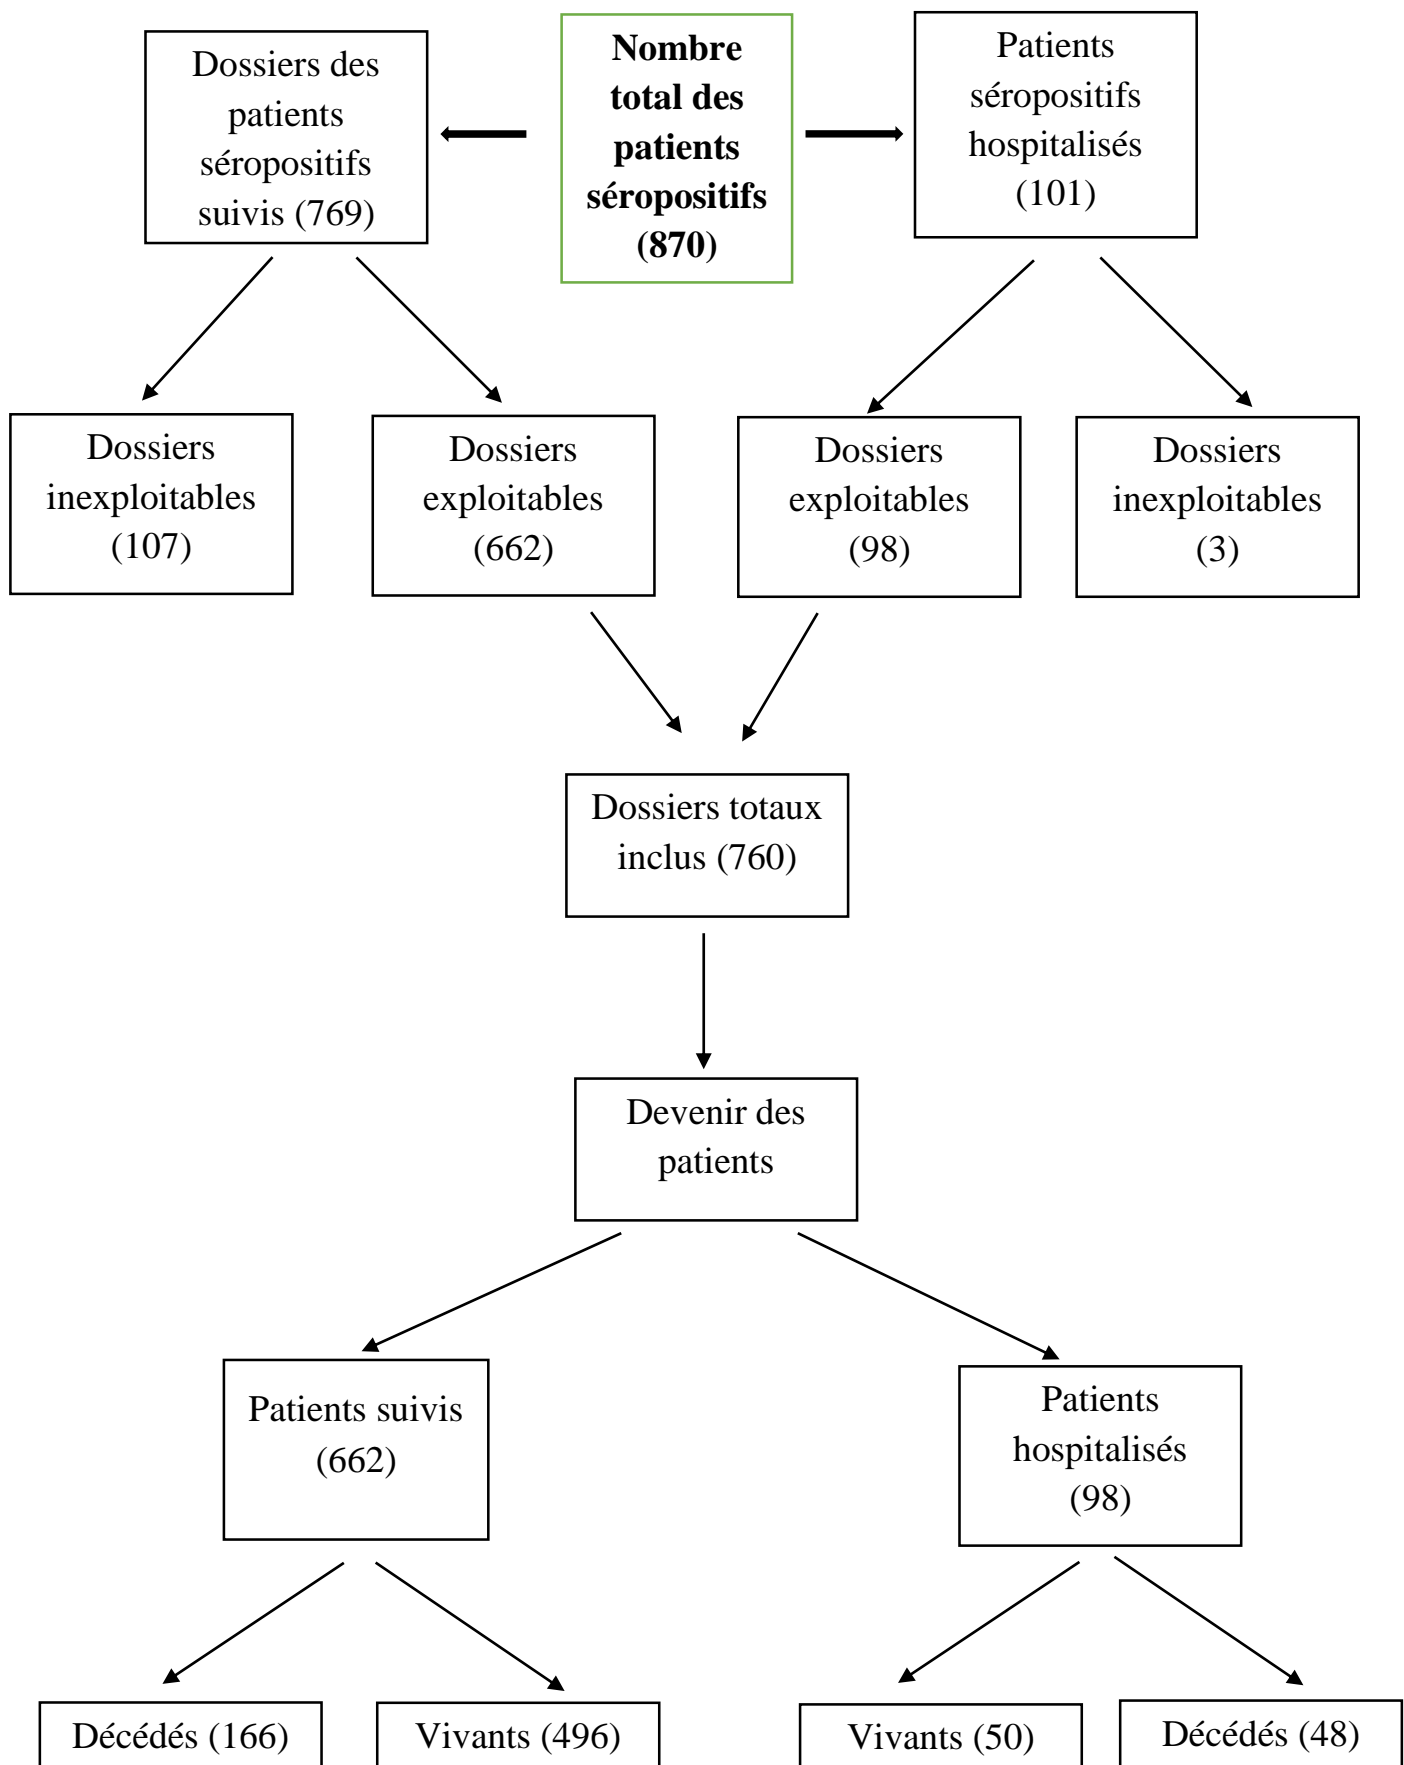 Dossiers des
patients
séropositifs
suivis (769)
Nombre
total des
patients
séropositifs
(870)
Patients
séropositifs
hospitalisés
(101)
Dossiers
inexploitables
(107)
Dossiers
exploitables
(662)
Dossiers
exploitables
(98)
Dossiers
inexploitables
(3)
Dossiers totaux
inclus (760)
Devenir des
patients
Patients suivis
(662)
Patients
hospitalisés
(98)
Décédés (166)
Vivants (496)
Vivants (50)
Décédés (48)